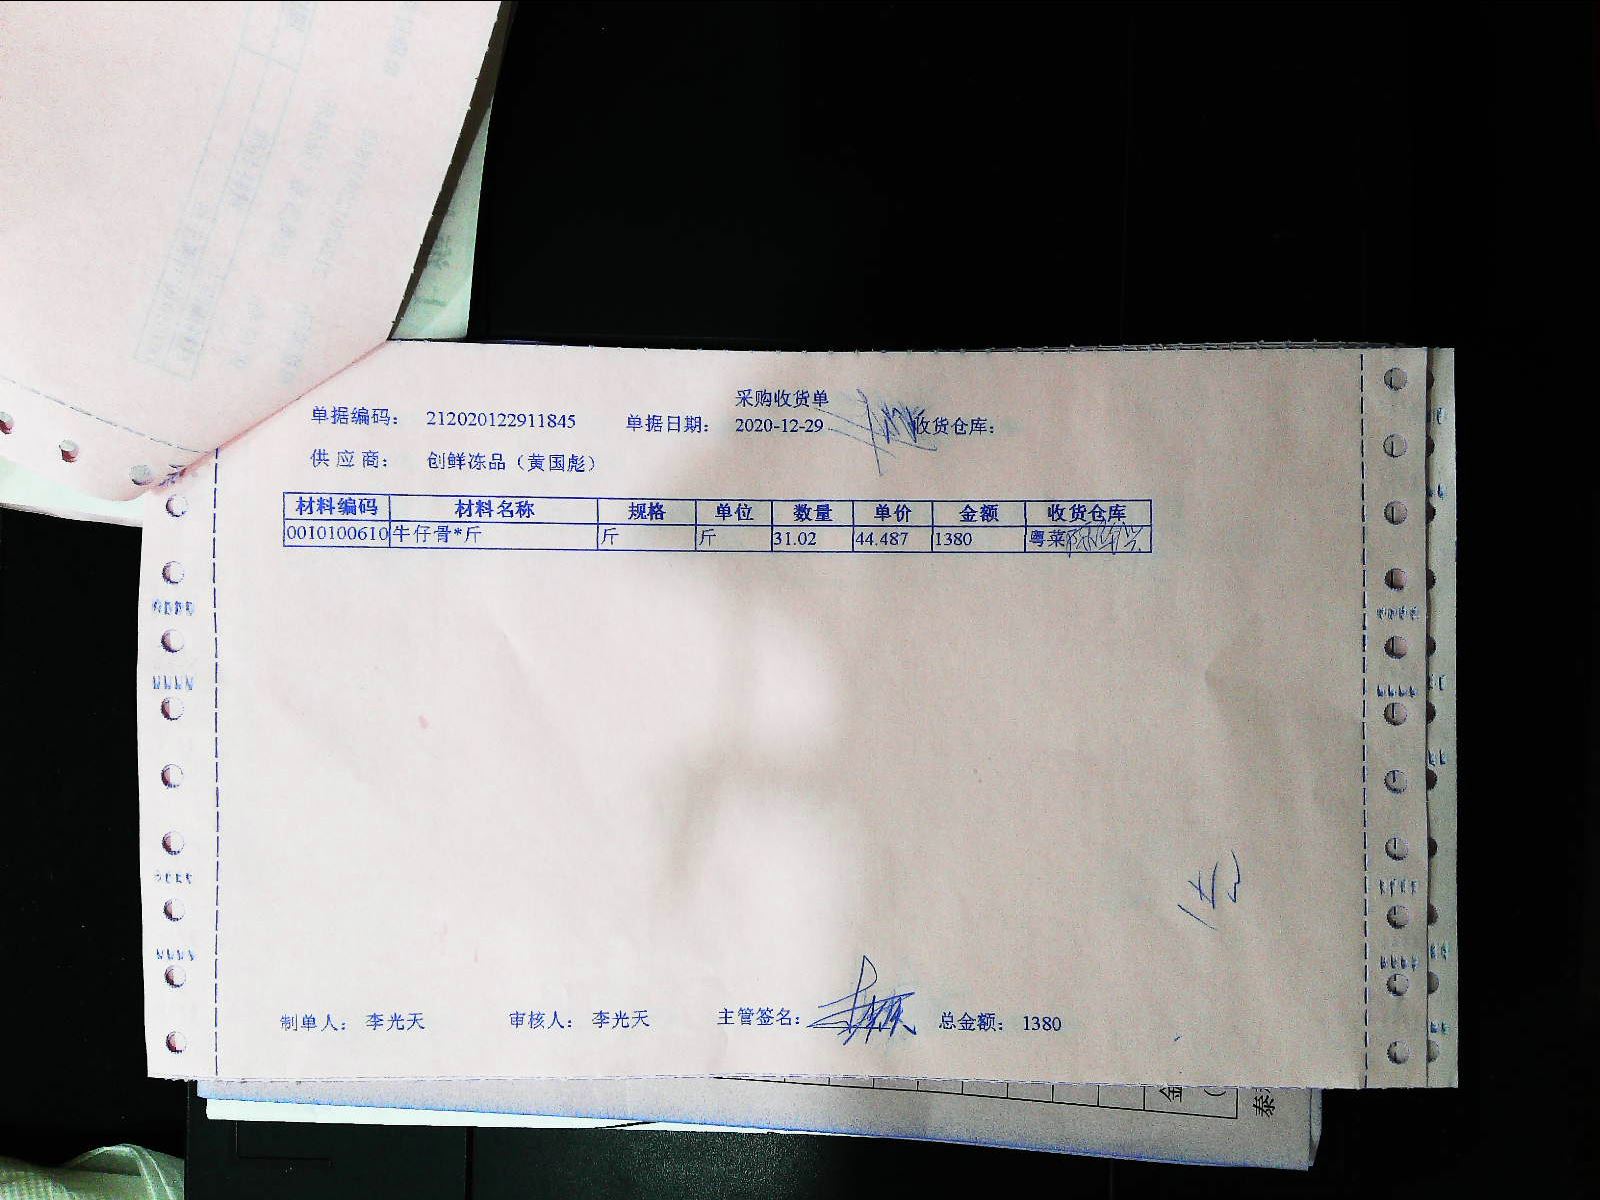 采购收货单
单据编码: 212020122911845 单据日期: 2020-12-29 收货仓库:
供应商: 创鲜冻品（黄国彪）
材料编码 材料名称 规格 单位 数量 单价 金额 收货仓库
0010100610 牛仔骨*斤 斤 斤 31.02 44.487 1380 粤菜
制单人: 李光天 审核人: 李光天 主管签名: 总金额: 1380
金
泰